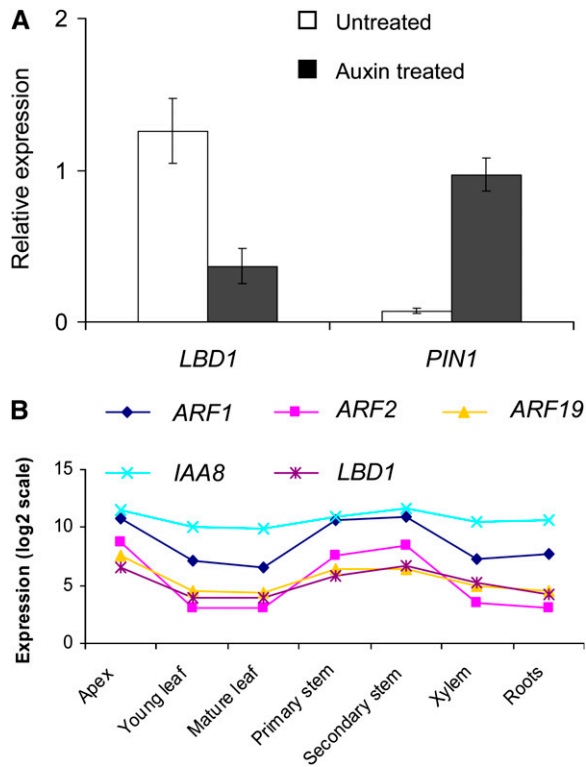 A
2
Untreated
Auxin treated
Relative expression
1
0
LBD1
PIN1
B
ARF1
ARF2
ARF19
15
IAA8
LBD1
Expression (log2 scale)
10
5
0
Apex
Young leaf
Mature leaf
Primary stem
Secondary stem
Xylem
Roots